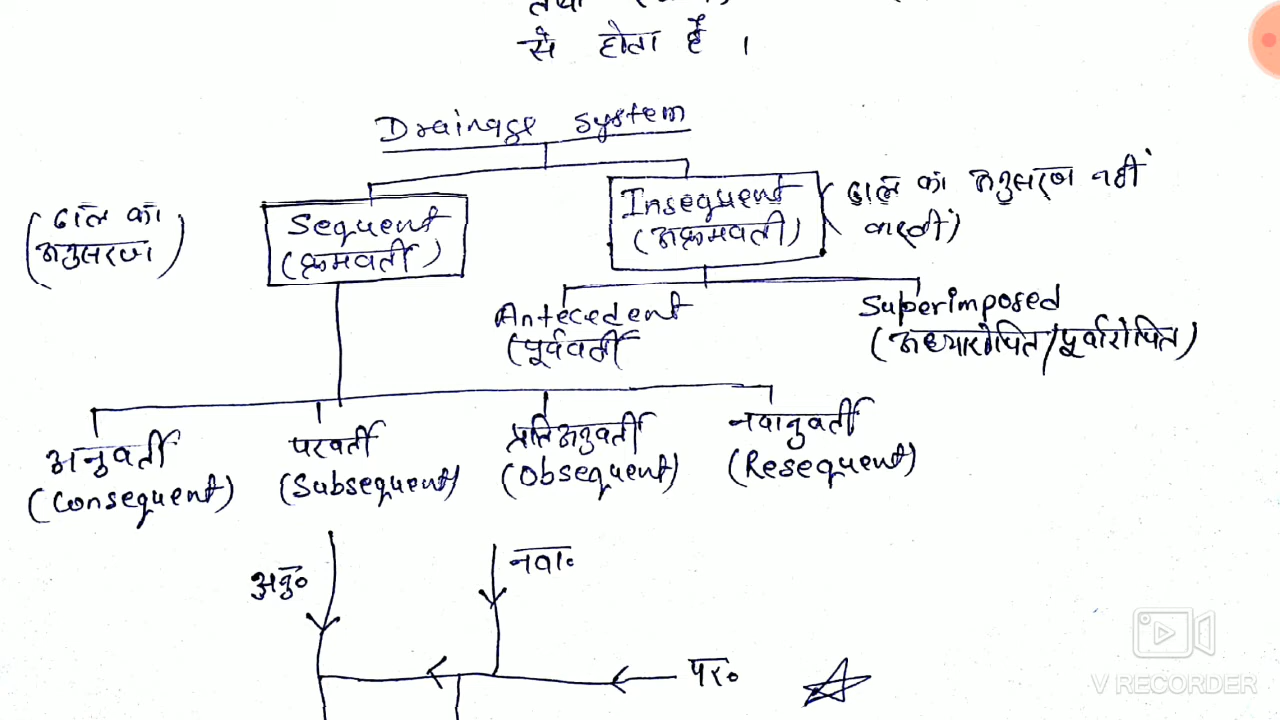 तथा
से होता है ।
Drainage system
Sequent
(क्रमवर्ती)
(ढाल का
अनुसरण)
Insequent
(अक्रमवर्ती)
(ढाल का अनुसरण नहीं
करती)
Antecedent
(पूर्ववर्ती
Superimposed
(अध्यारोपित/पूर्वारोपित)
अनुवर्ती
(Consequent)
परवर्ती
(Subsequent)
प्रतिअनुवर्ती
(Obsequent)
नवानुवर्ती
(Resequent)
अनु०
नवा०
पर०
V RECORDER